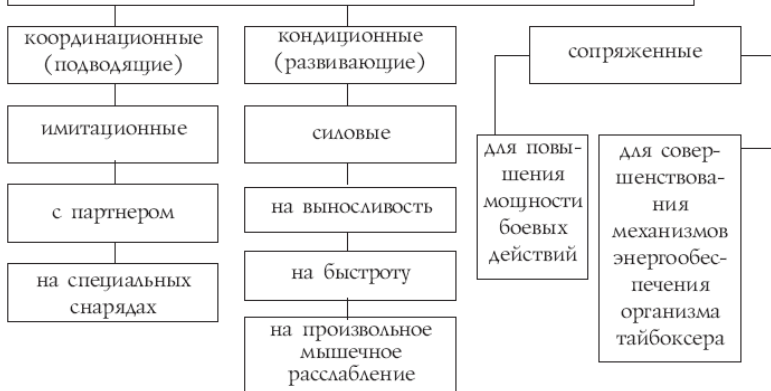 координационные
(подводящие)
имитационные
с партнером
на специальных
снарядах
кондиционные
(развивающие)
силовые
на выносливость
на быстроту
на произвольное
мышечное
расслабление
сопряженные
для повы-
шения
мощности
боевых
действий
для совер-
шенствова-
ния
механизмов
энергообес-
печения
организма
тайбоксера